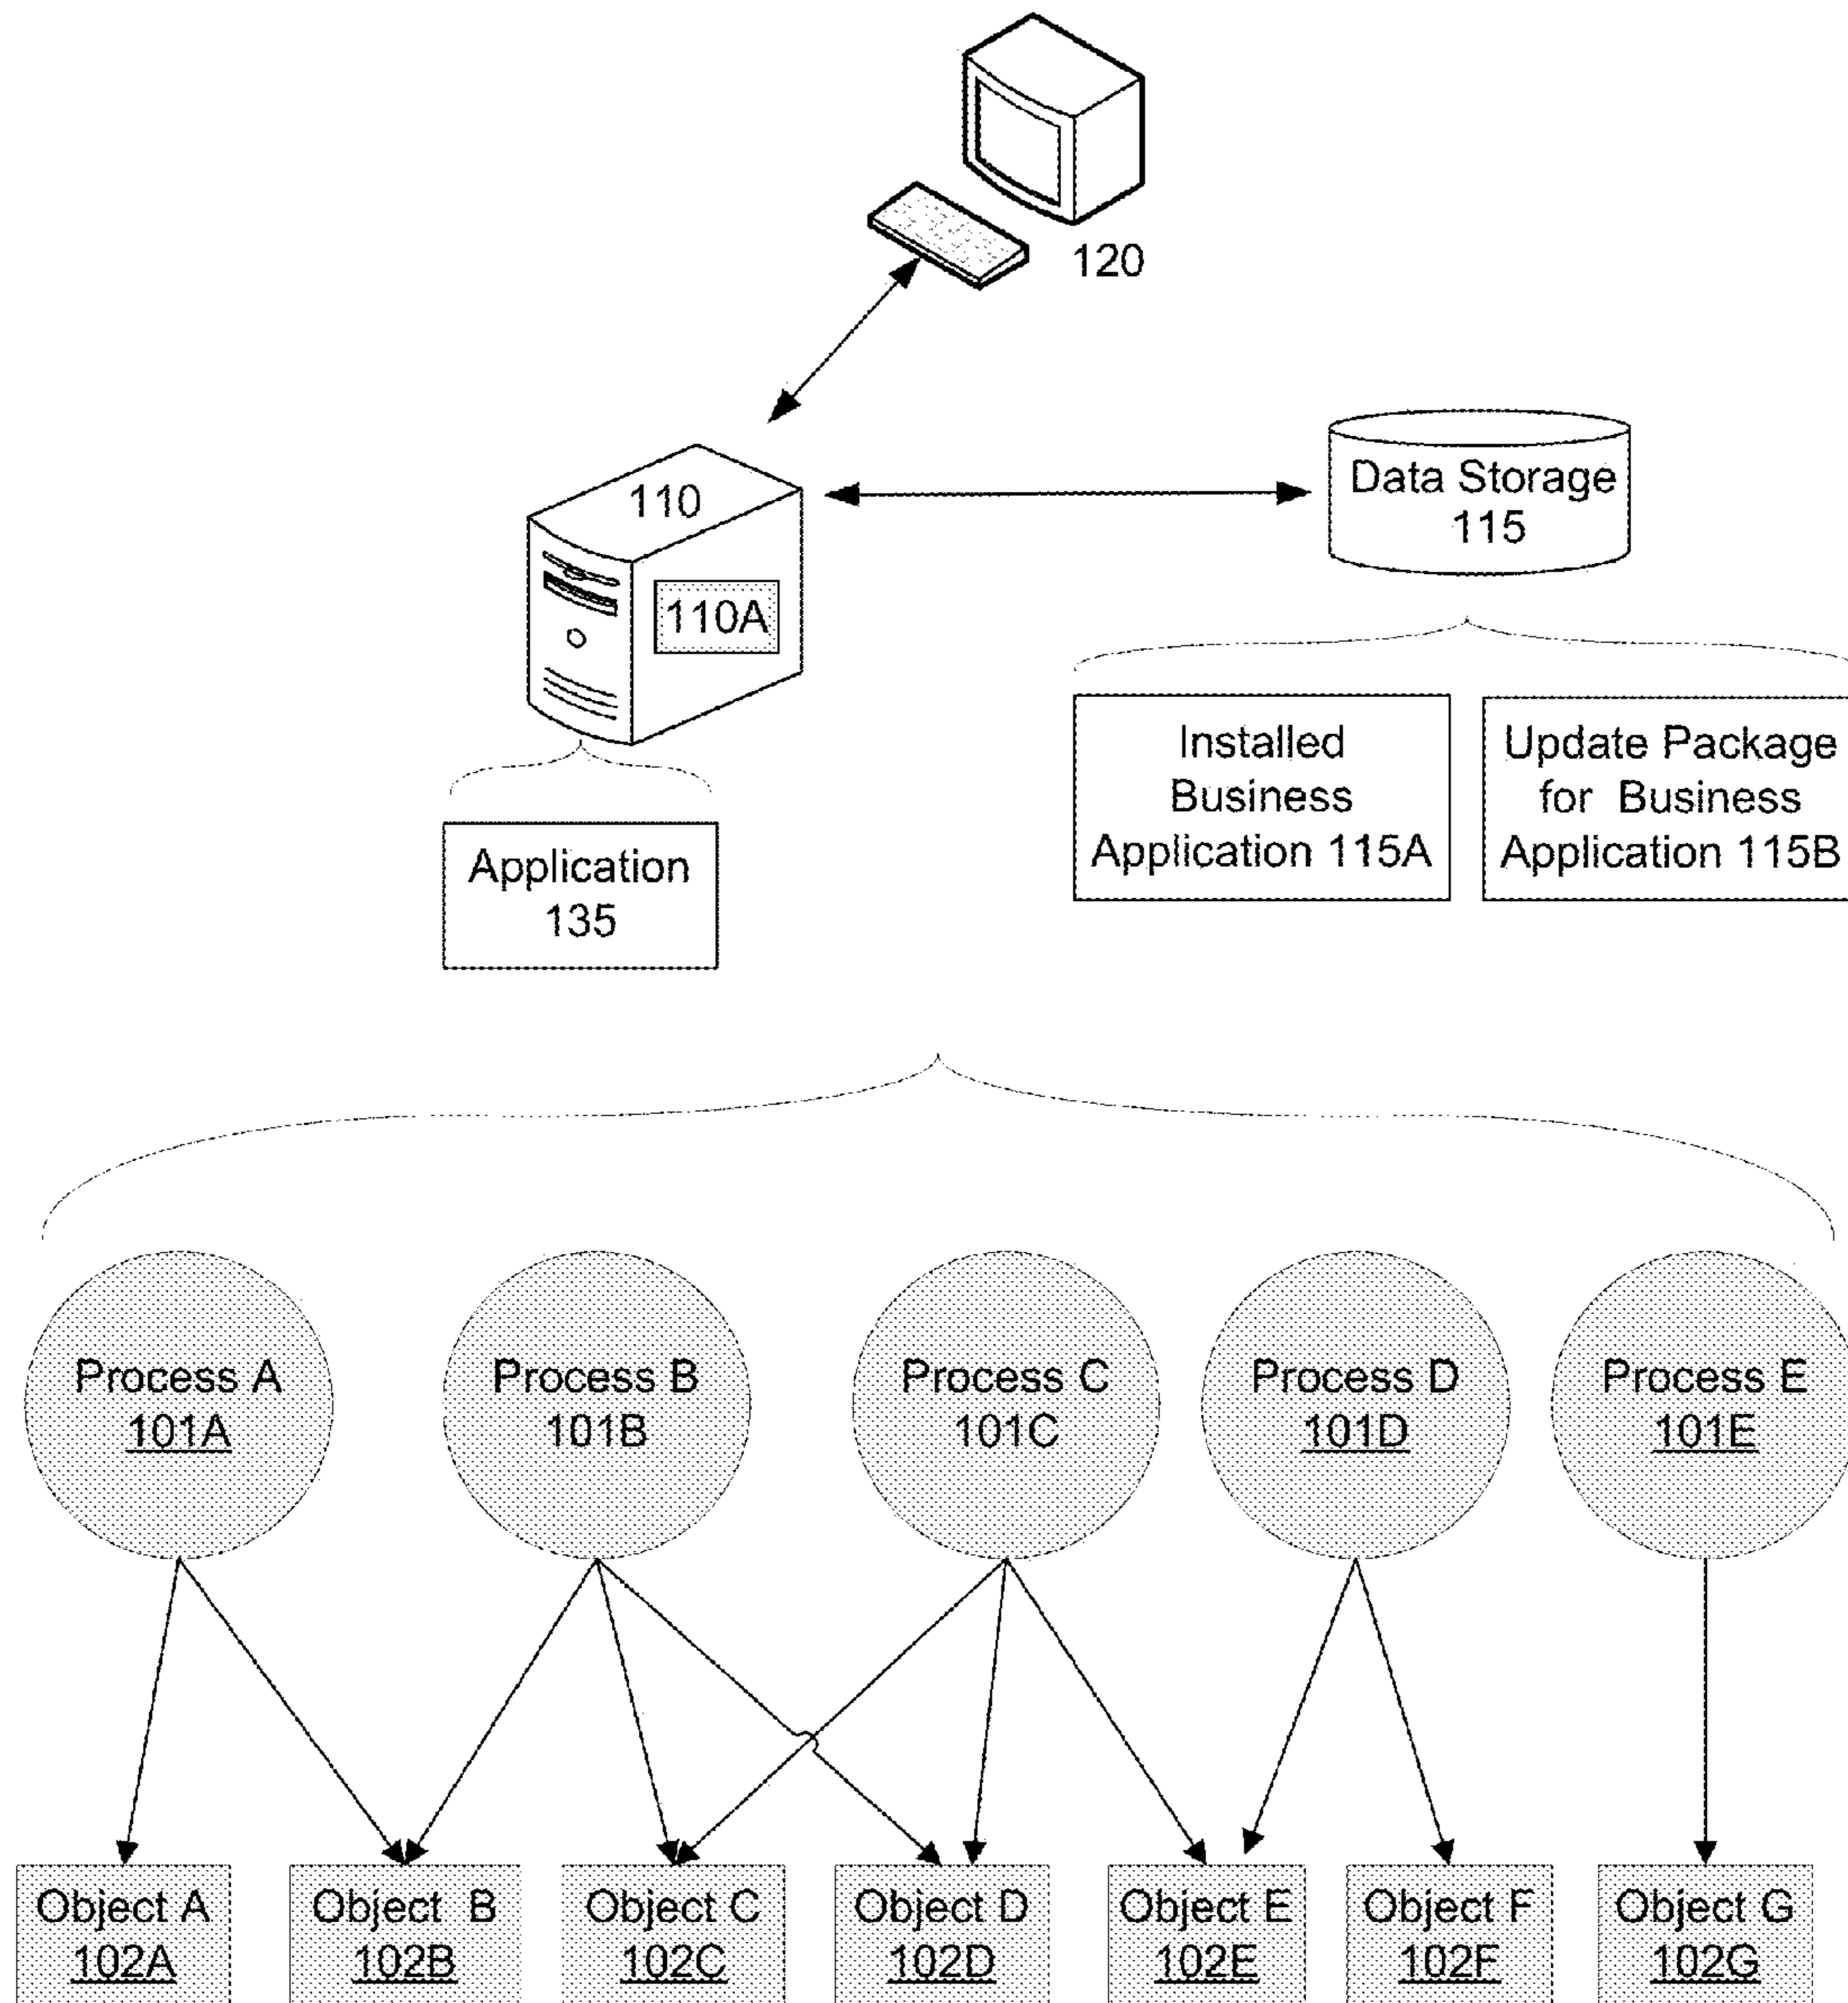 120
110
110A
Data Storage
115
Installed
Business
Application 115A
Update Package
for Business
Application 115B
Application
135
Process A
101A
Process B
101B
Process C
101C
Process D
101D
Process E
101E
Object A
102A
Object B
102B
Object C
102C
Object D
102D
Object E
102E
Object F
102F
Object G
102G